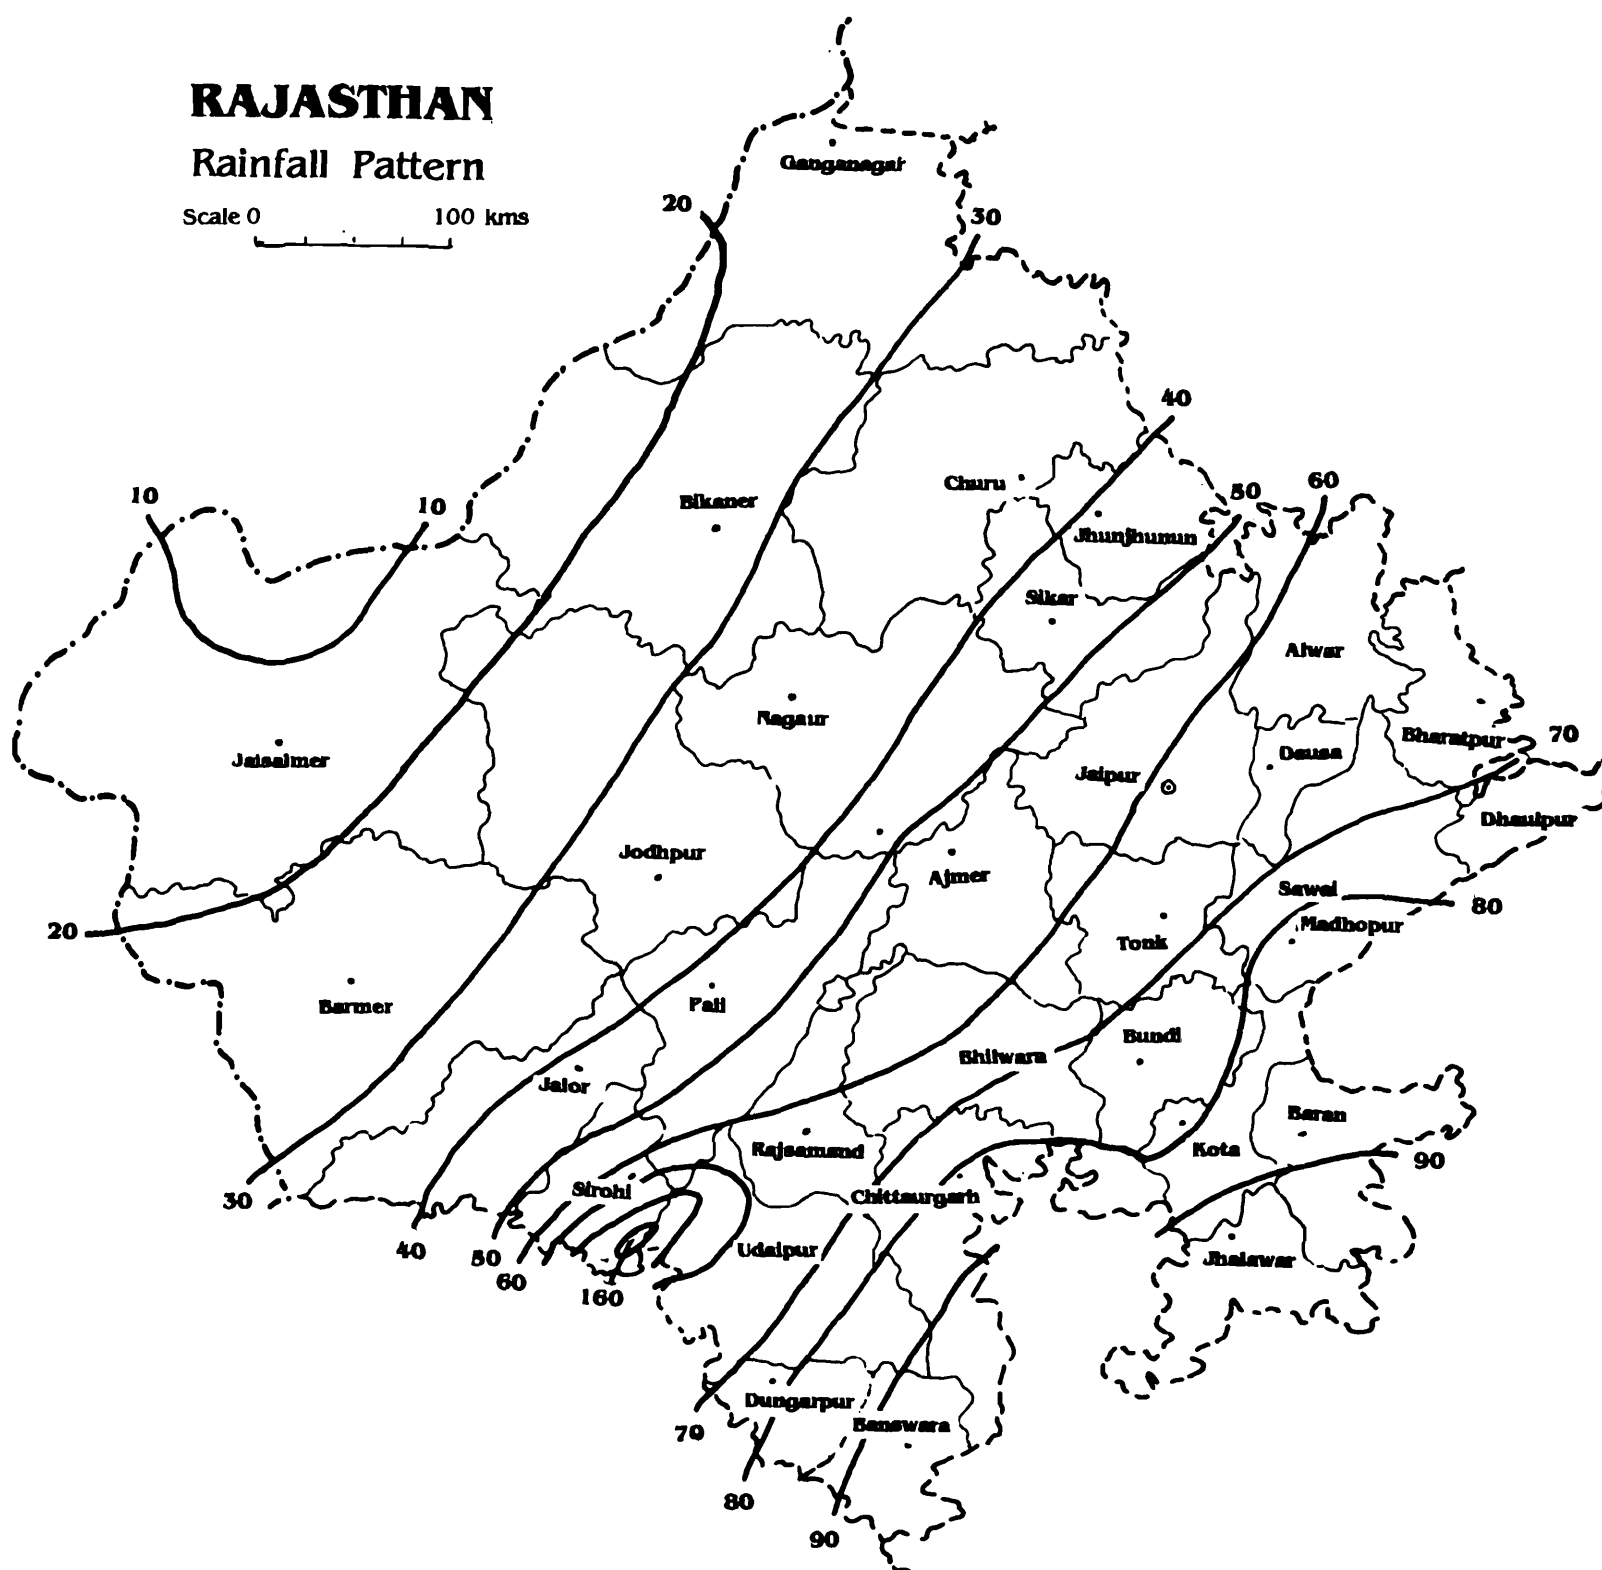 RAJASTHAN
Rainfall Pattern
Scale 0 100 kms
Ganganagar
20
30
40
Churu
50
60
10
10
Bikaner
Jhunjhunun
Sikar
Alwar
Nagaur
Bharatpur
70
Dausa
Jaisalmer
Jaipur
Dhaulpur
Jodhpur
Ajmer
Sawai
Madhopur
80
20
Tonk
Barmer
Pali
Bundi
Bhilwara
Jalor
Baran
Rajsamand
Kota
90
Sirohi
Chittaurgarh
30
40
50
60
160
Udaipur
Jhalawar
Dungarpur
Banswara
70
80
90